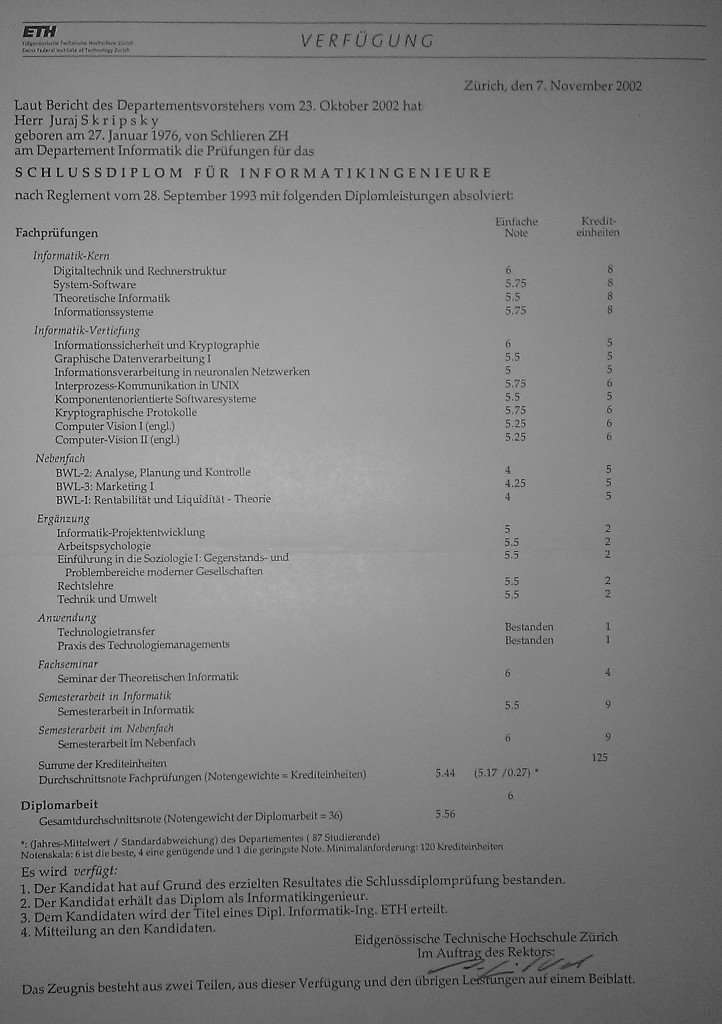 ETH
Eidgenössische Technische Hochschule Zürich
Swiss Federal Institute of Technology Zurich
VERFÜGUNG
Zürich, den 7. November 2002
Laut Bericht des Departementsvorstehers vom 23. Oktober 2002 hat
Herr Juraj S k r i p s k y
geboren am 27. Januar 1976, von Schlieren ZH
am Departement Informatik die Prüfungen für das
SCHLUSSDIPLOM FÜR INFORMATIKINGENIEURE
nach Reglement vom 28. September 1993 mit folgenden Diplomleistungen absolviert:
Einfache Kredit-
Fachprüfungen Note einheiten
Informatik-Kern
Digitaltechnik und Rechnerstruktur 6 8
System-Software 5.75 8
Theoretische Informatik 5.5 8
Informationssysteme 5.75 8
Informatik-Vertiefung
Informationssicherheit und Kryptographie 6 5
Graphische Datenverarbeitung I 5.5 5
Informationsverarbeitung in neuronalen Netzwerken 5 5
Interprozess-Kommunikation in UNIX 5.75 6
Komponentenorientierte Softwaresysteme 5.5 5
Kryptographische Protokolle 5.75 6
Computer Vision I (engl.) 5.25 6
Computer-Vision II (engl.) 5.25 6
Nebenfach
BWL-2: Analyse, Planung und Kontrolle 4 5
BWL-3: Marketing I 4.25 5
BWL-I: Rentabilität und Liquidität - Theorie 4 5
Ergänzung
Informatik-Projektentwicklung 5 2
Arbeitspsychologie 5.5 2
Einführung in die Soziologie I: Gegenstands- und 5.5 2
Problembereiche moderner Gesellschaften
Rechtslehre 5.5 2
Technik und Umwelt 5.5 2
Anwendung
Technologietransfer Bestanden 1
Praxis des Technologiemanagements Bestanden 1
Fachseminar
Seminar der Theoretischen Informatik 6 4
Semesterarbeit in Informatik
Semesterarbeit in Informatik 5.5 9
Semesterarbeit im Nebenfach
Semesterarbeit im Nebenfach 6 9
Summe der Krediteinheiten 125
Durchschnittsnote Fachprüfungen (Notengewichte = Krediteinheiten) 5.44 (5.17 /0.27) *
Diplomarbeit 6
Gesamtdurchschnittsnote (Notengewicht der Diplomarbeit = 36) 5.56
*: (Jahres-Mittelwert / Standardabweichung) des Departementes ( 87 Studierende)
Notenskala: 6 ist die beste, 4 eine genügende und 1 die geringste Note. Minimalanforderung: 120 Krediteinheiten
Es wird verfügt:
1. Der Kandidat hat auf Grund des erzielten Resultates die Schlussdiplomprüfung bestanden.
2. Der Kandidat erhält das Diplom als Informatikingenieur.
3. Dem Kandidaten wird der Titel eines Dipl. Informatik-Ing. ETH erteilt.
4. Mitteilung an den Kandidaten.
Eidgenössische Technische Hochschule Zürich
Im Auftrag des Rektors:
Das Zeugnis besteht aus zwei Teilen, aus dieser Verfügung und den übrigen Leistungen auf einem Beiblatt.